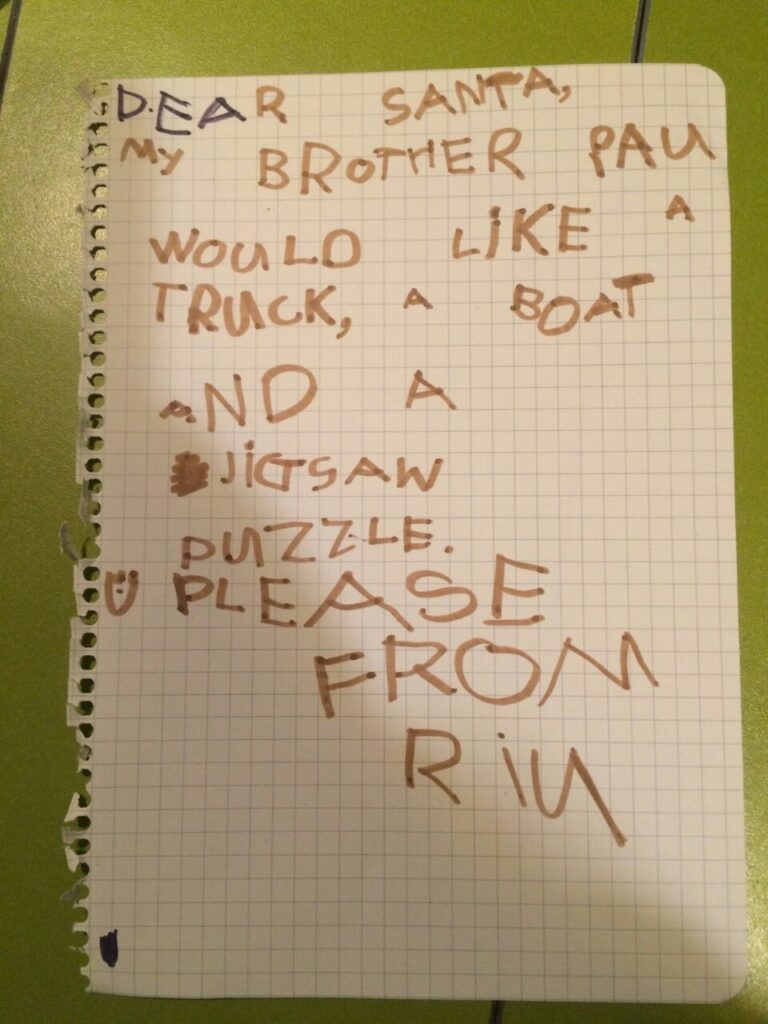 DEAR SANTA,
My BROTHER PAU
WOULD LiKE A
TRUCK, A BOAT
AND A
JiGSAW
PUZZLE.
PLEASE
FROM
RiU